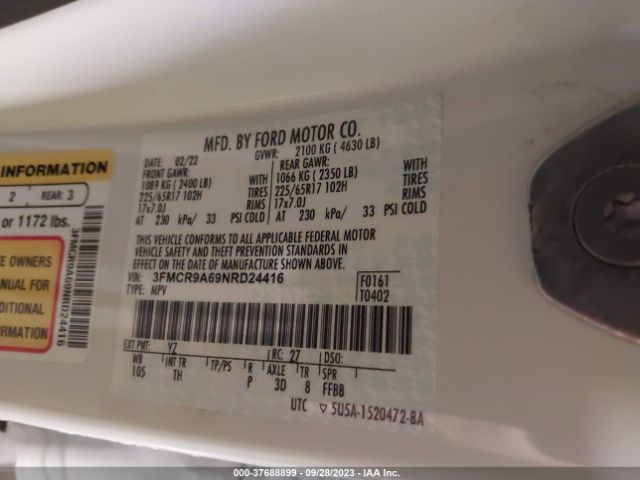 MFD. BY FORD MOTOR CO.
DATE: 02/22 GVWR: 2100 KG ( 4630 LB)
FRONT GAWR: REAR GAWR:
1089 KG ( 2400 LB) WITH 1066 KG ( 2350 LB) WITH
225/65R17 102H TIRES 225/65R17 102H TIRES
17x7.0J RIMS 17x7.0J RIMS
AT 230 kPa/ 33 PSI COLD AT 230 kPa/ 33 PSI COLD
THIS VEHICLE CONFORMS TO ALL APPLICABLE FEDERAL MOTOR
VEHICLE SAFETY AND THEFT PREVENTION STANDARDS IN
EFFECT ON THE DATE OF MANUFACTURE SHOWN ABOVE.
VIN: 3FMCR9A69NRD24416 F0161
TYPE: MPV T0402
EXT PNT: YZ RC: 27 DSO:
WB INT TR TP/PS R AXLE TR SPR
105 TH P 3D 8 FFBB
UTC ▽ 5U5A-1520472-BA
INFORMATION
2 REAR: 3
or 1172 lbs.
E OWNERS
ANUAL FOR
DITIONAL
ORMATION
3FMCR9A69NRD24416
000-37688899 - 09/28/2023 - IAA Inc.